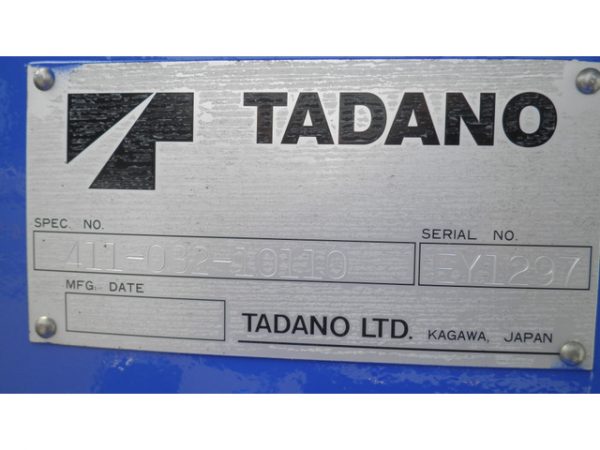 TADANO
SPEC. NO.
411-032-10110
SERIAL NO.
EY1297
MFG. DATE
TADANO LTD. KAGAWA, JAPAN